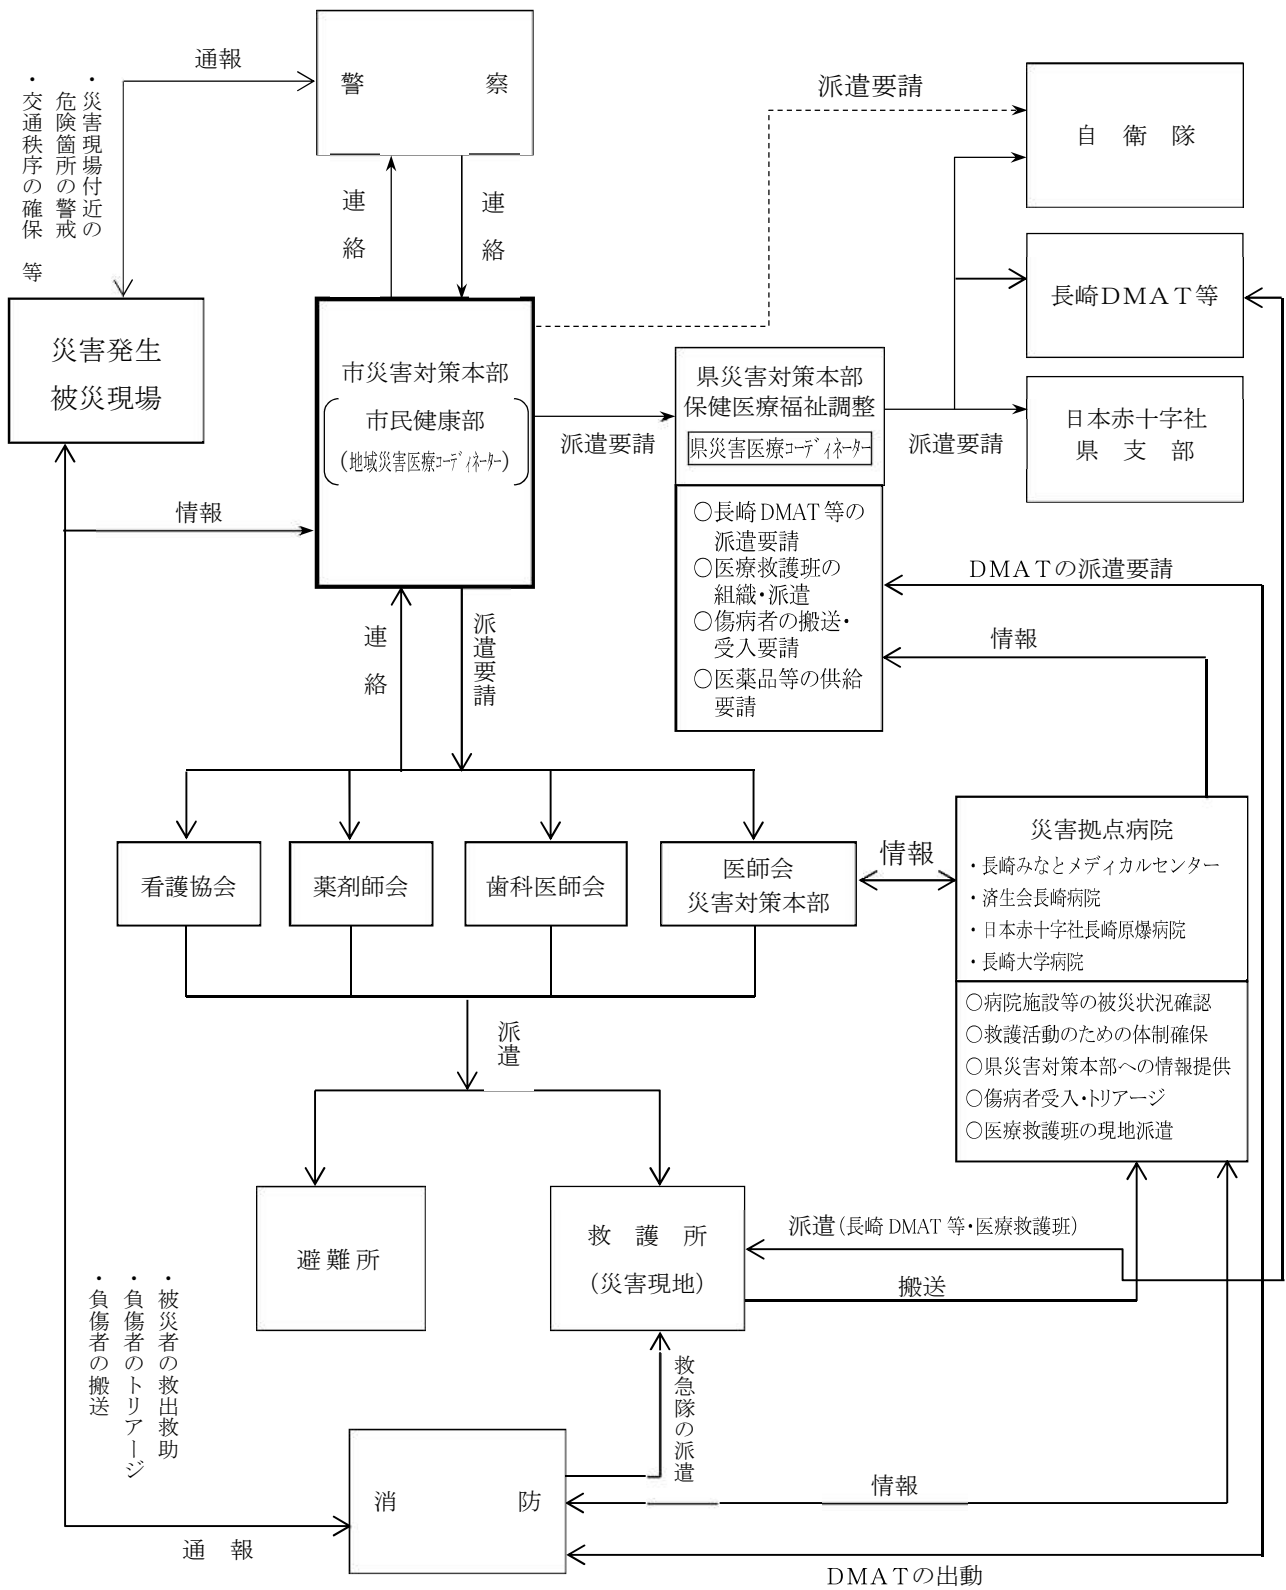 警　　　察
通報
・災害現場付近の
危険箇所の警戒
・交通秩序の確保　等
派遣要請
自　衛　隊
連　絡
連　絡
長崎ＤＭＡＴ等
災害発生
被災現場
市災害対策本部
市民健康部
（地域災害医療コーディネーター）
派遣要請
県災害対策本部
保健医療福祉調整
県災害医療コーディネーター
派遣要請
日本赤十字社
県　支　部
情報
○長崎 DMAT 等の
派遣要請
○医療救護班の
組織・派遣
○傷病者の搬送・
受入要請
○医薬品等の供給
要請
ＤＭＡＴの派遣要請
情報
連　絡
派遣要請
看護協会
薬剤師会
歯科医師会
医師会
災害対策本部
情報
災害拠点病院
・長崎みなとメディカルセンター
・済生会長崎病院
・日本赤十字社長崎原爆病院
・長崎大学病院
○病院施設等の被災状況確認
○救護活動のための体制確保
○県災害対策本部への情報提供
○傷病者受入・トリアージ
○医療救護班の現地派遣
派遣
避難所
救　護　所
（災害現地）
派遣（長崎 DMAT 等・医療救護班）
搬送
・被災者の救出救助
・負傷者のトリアージ
・負傷者の搬送
救急隊の派遣
消　　　防
情報
通　報
ＤＭＡＴの出動